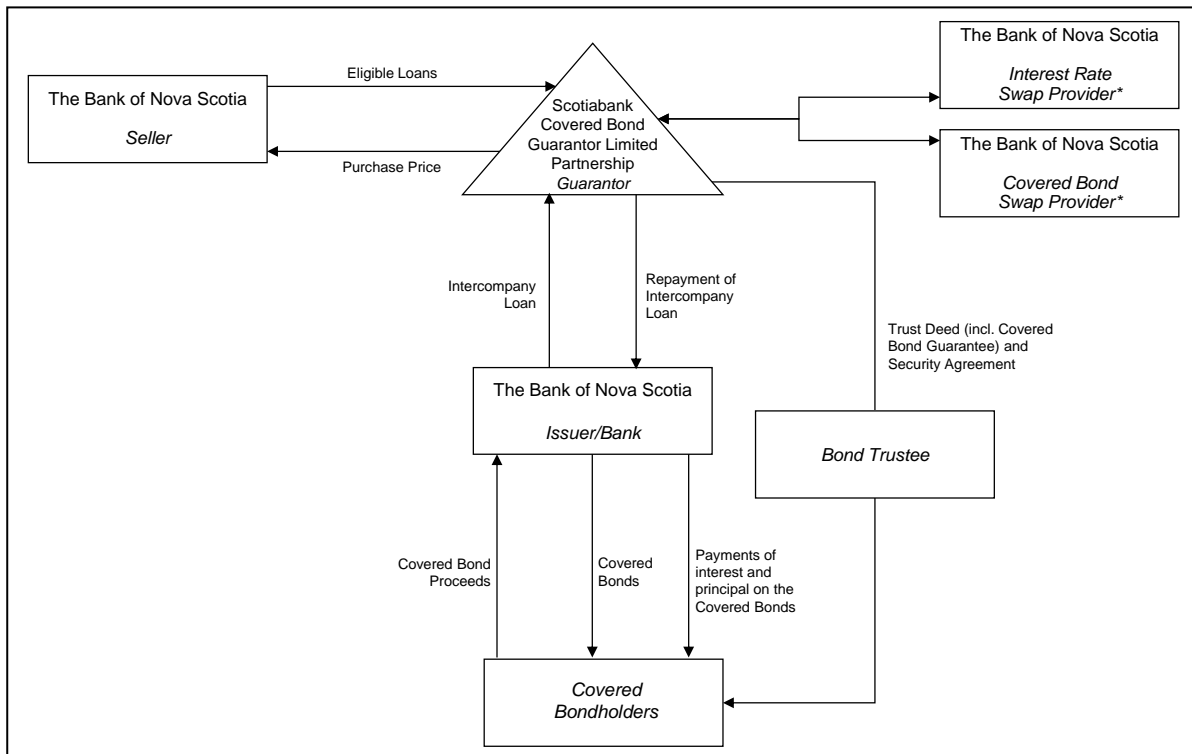 The Bank of Nova Scotia
Seller
Eligible Loans
Purchase Price
Scotiabank
Covered Bond
Guarantor Limited
Partnership
Guarantor
The Bank of Nova Scotia
Interest Rate
Swap Provider*
The Bank of Nova Scotia
Covered Bond
Swap Provider*
Intercompany
Loan
Repayment of
Intercompany
Loan
Trust Deed (incl. Covered
Bond Guarantee) and
Security Agreement
The Bank of Nova Scotia
Issuer/Bank
Bond Trustee
Covered Bond
Proceeds
Covered
Bonds
Payments of
interest and
principal on the
Covered Bonds
Covered
Bondholders